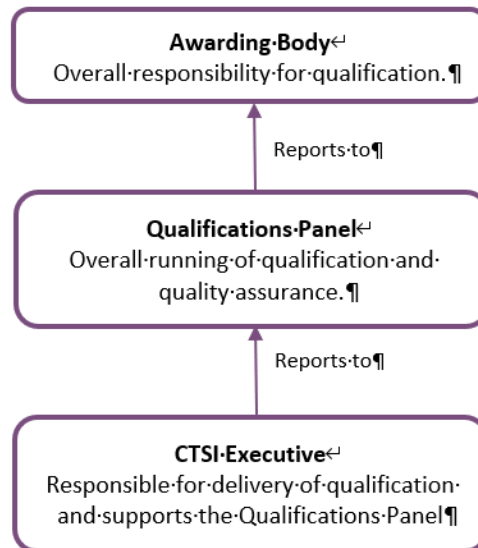 Awarding·Body↵
Overall·responsibility·for·qualification.¶
Reports·to¶
Qualifications·Panel↵
Overall·running·of·qualification·and·
quality·assurance.¶
Reports·to¶
CTSI·Executive↵
Responsible·for·delivery·of·qualification·
and·supports·the·Qualifications·Panel¶